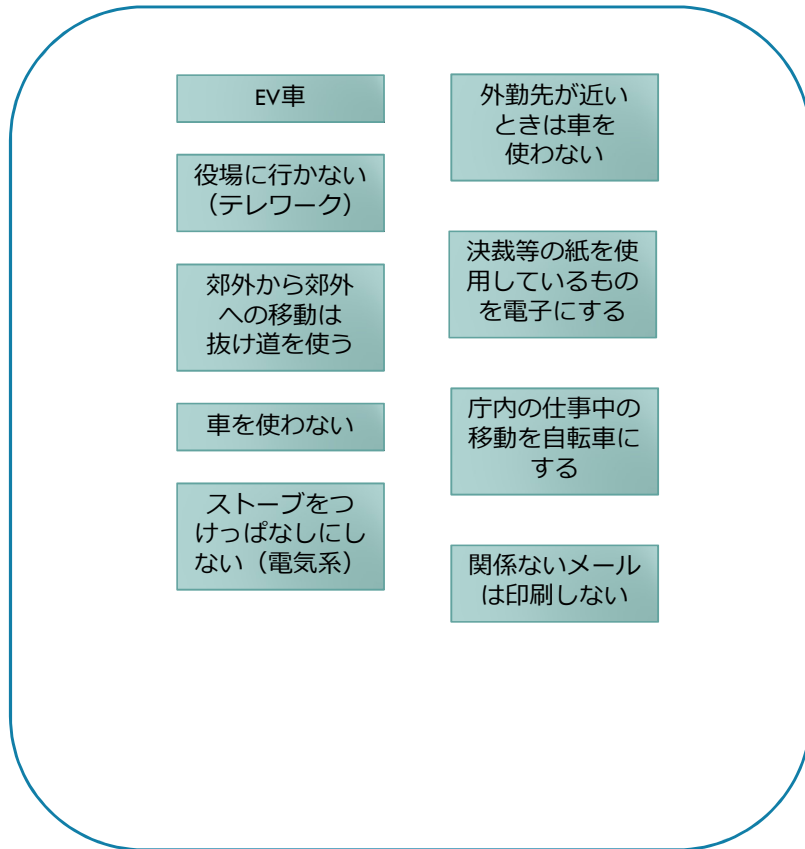 EV車
役場に行かない
（テレワーク）
郊外から郊外
への移動は
抜け道を使う
車を使わない
ストーブをつ
けっぱなしにし
ない（電気系）
外勤先が近い
ときは車を
使わない
決裁等の紙を使
用しているもの
を電子にする
庁内の仕事中の
移動を自転車に
する
関係ないメール
は印刷しない